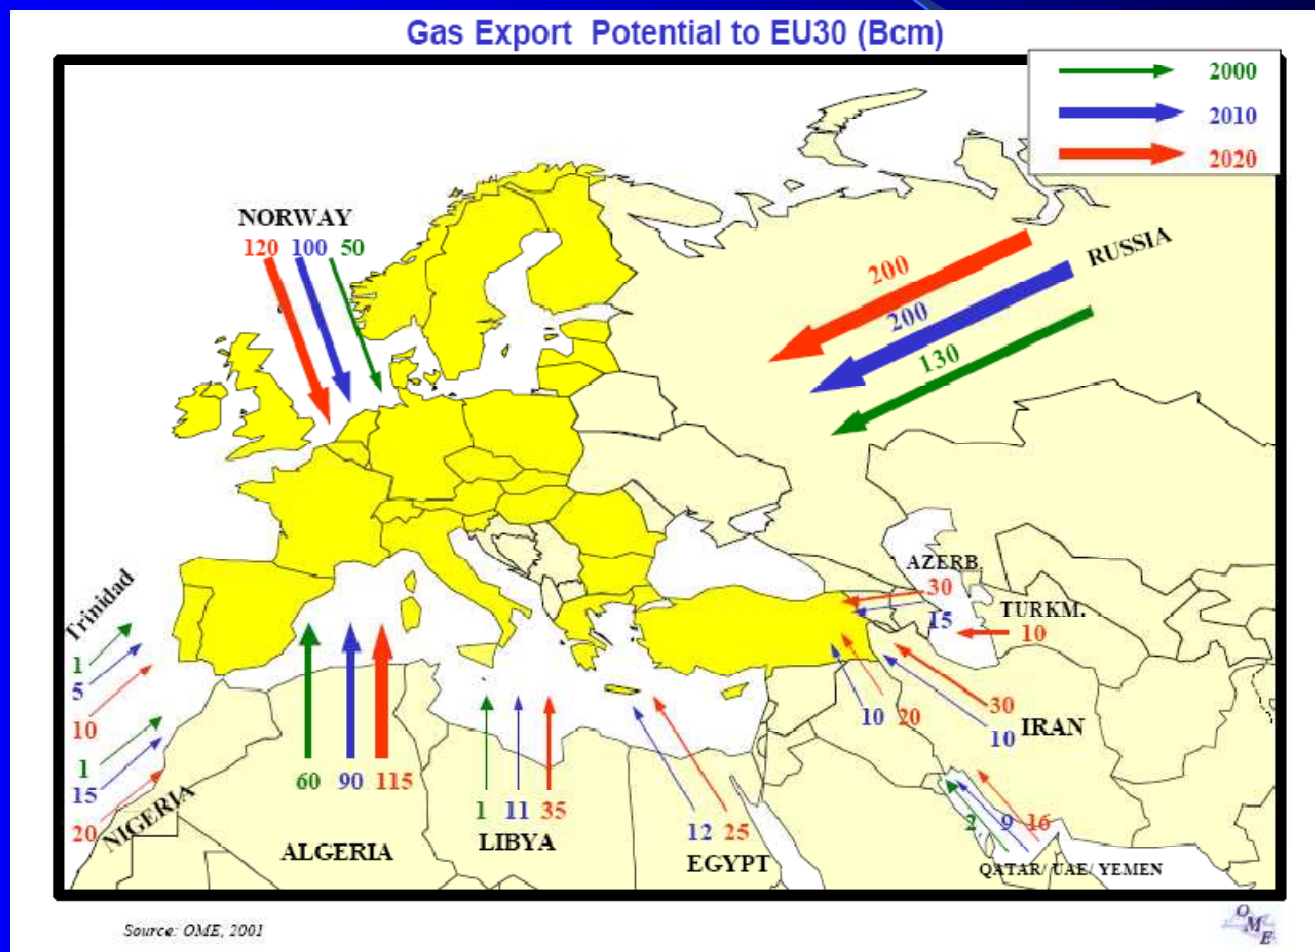 Gas Export Potential to EU30 (Bcm)
2000
2010
2020
NORWAY
120 100 50
RUSSIA
200
200
130
AZERB.
30
15
TURKM.
10
Trinidad
1
5
10
1
15
20
NIGERIA
60 90 115
ALGERIA
1 11 35
LIBYA
12 25
EGYPT
10 20
30
10
IRAN
2 9 16
QATAR/ UAE/ YEMEN
Source: OME, 2001
OME